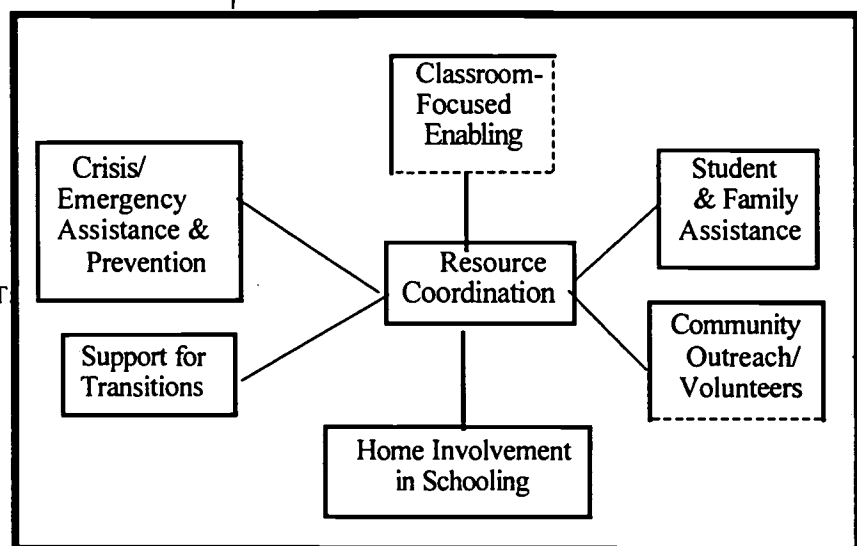 Classroom-
Focused
Enabling
Crisis/
Emergency
Assistance &
Prevention
Student
& Family
Assistance
Resource
Coordination
T
Support for
Transitions
Community
Outreach/
Volunteers
Home Involvement
in Schooling